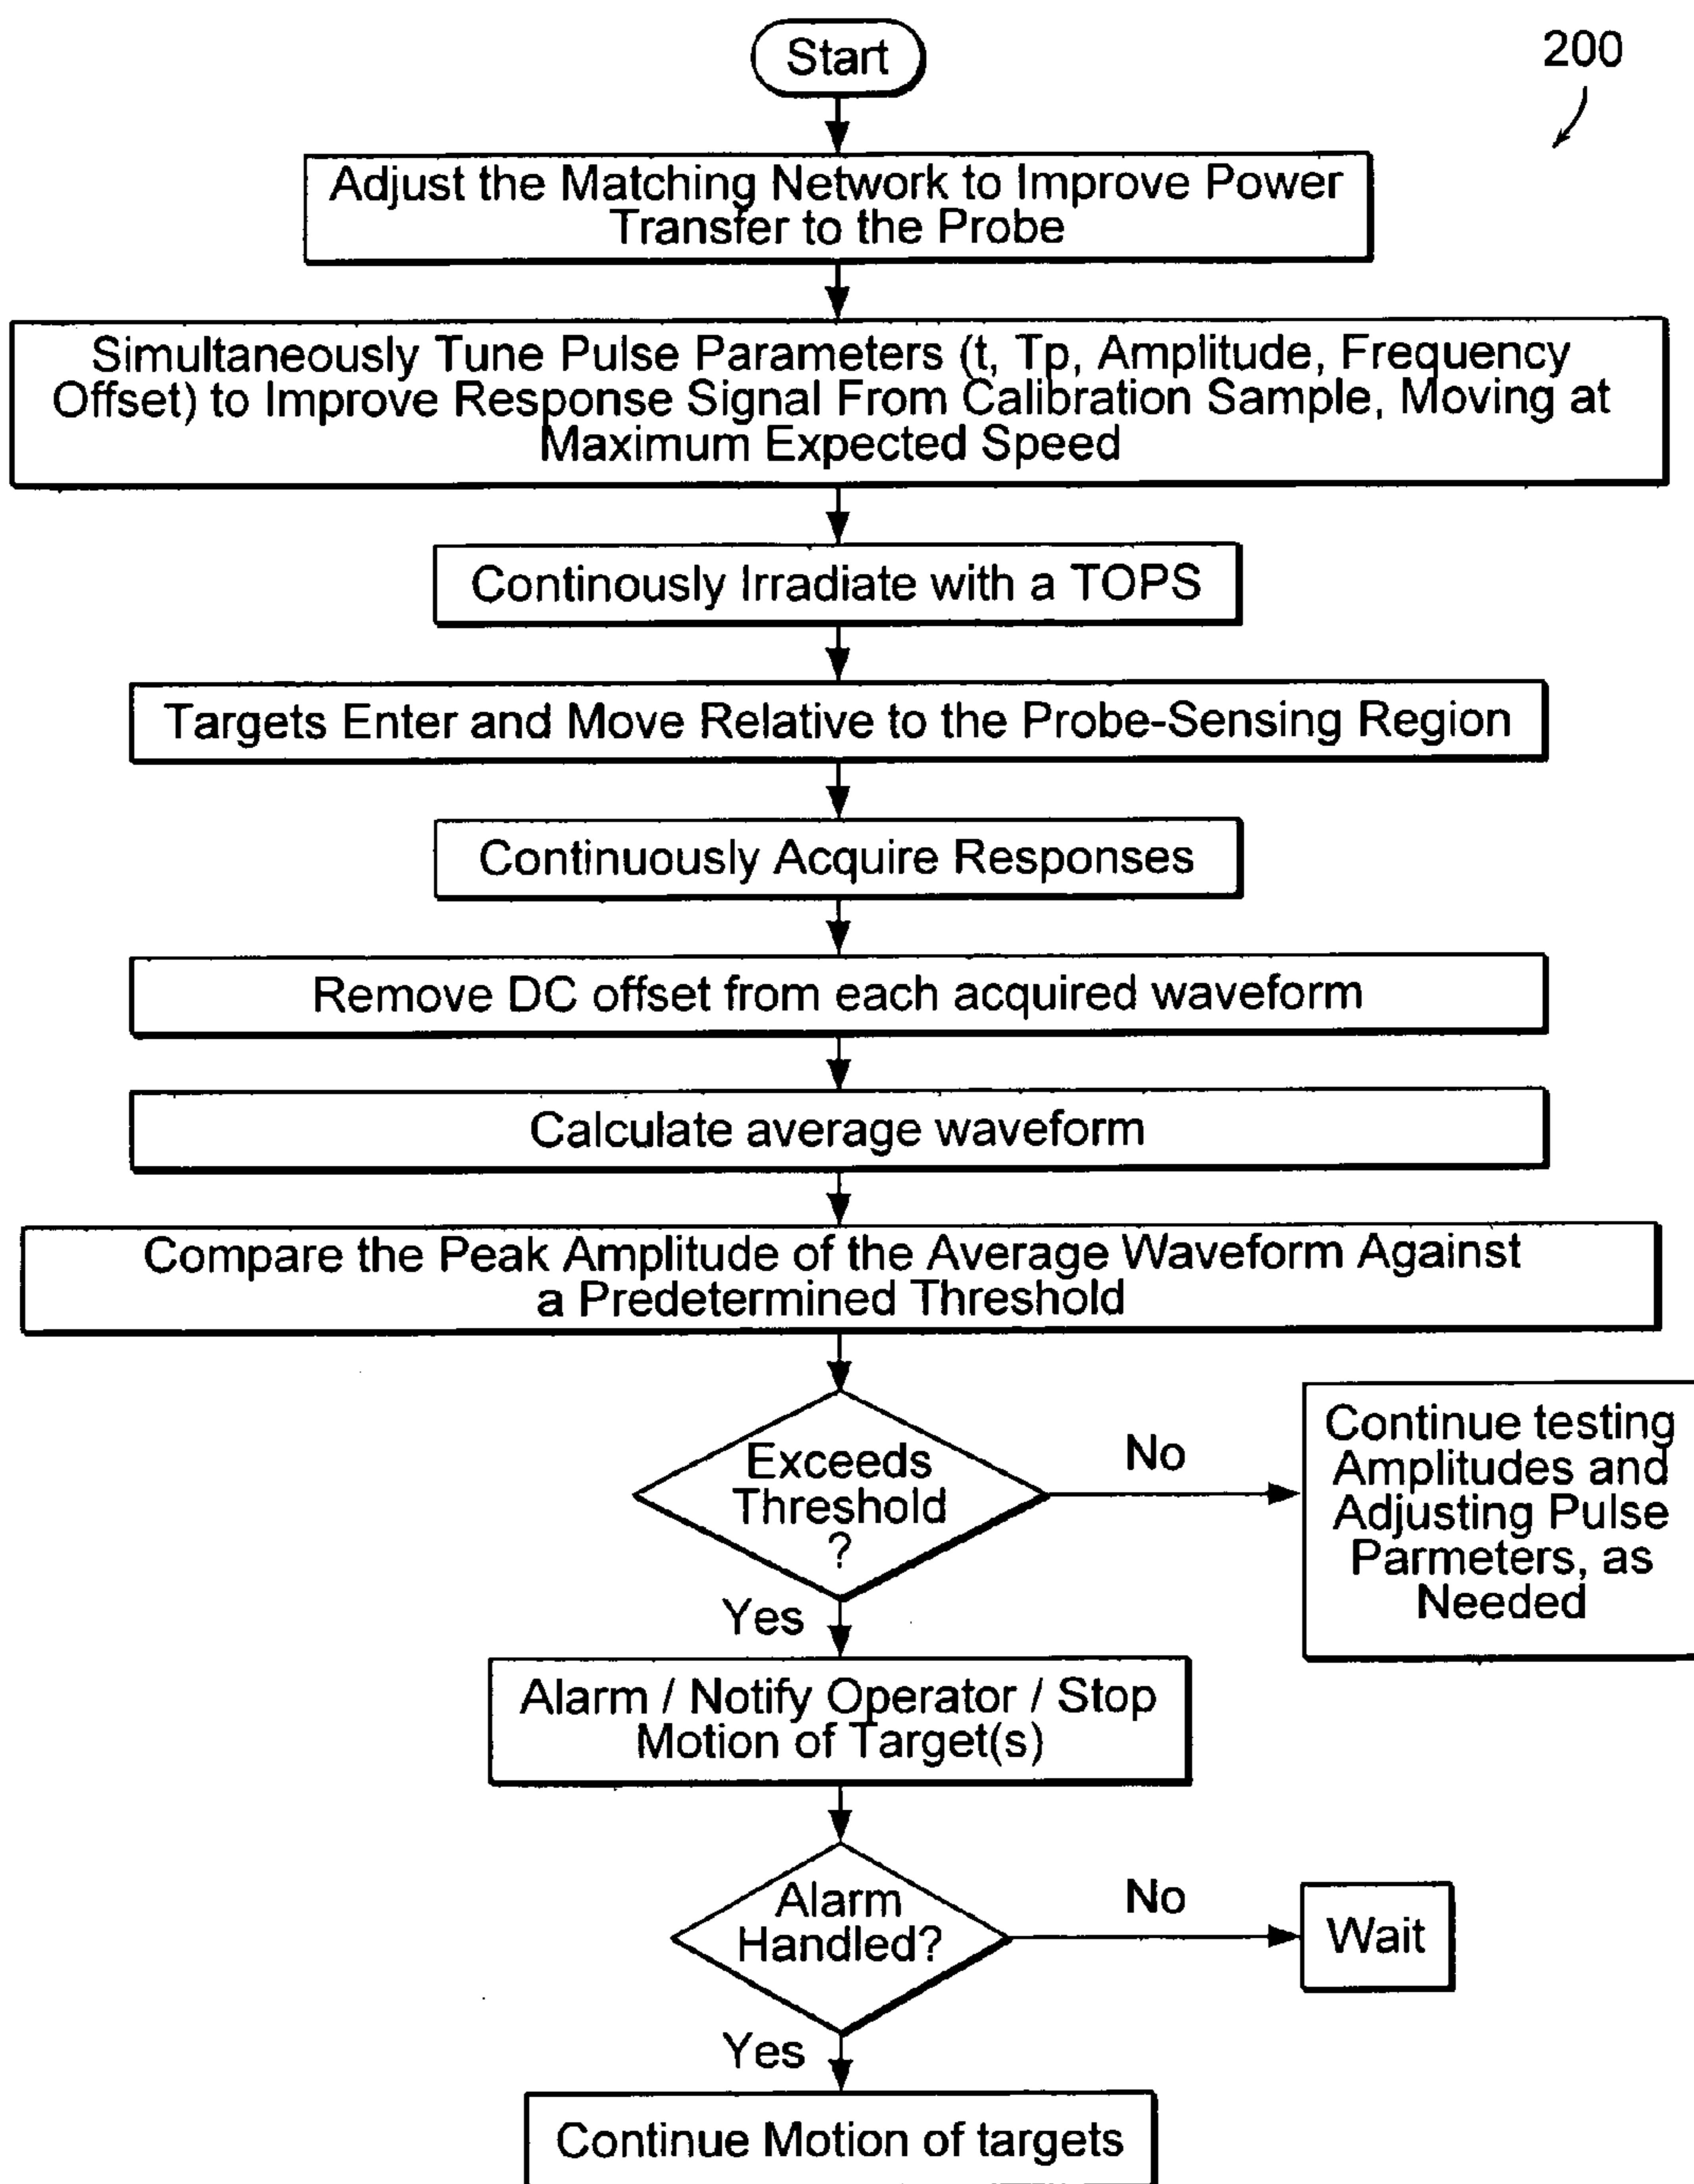 Start
200
Adjust the Matching Network to Improve Power
Transfer to the Probe
Simultaneously Tune Pulse Parameters (t, Tp, Amplitude, Frequency
Offset) to Improve Response Signal From Calibration Sample, Moving at
Maximum Expected Speed
Continously Irradiate with a TOPS
Targets Enter and Move Relative to the Probe-Sensing Region
Continuously Acquire Responses
Remove DC offset from each acquired waveform
Calculate average waveform
Compare the Peak Amplitude of the Average Waveform Against
a Predetermined Threshold
Exceeds
Threshold
?
No
Continue testing
Amplitudes and
Adjusting Pulse
Parmeters, as
Needed
Yes
Alarm / Notify Operator / Stop
Motion of Target(s)
Alarm
Handled?
No
Wait
Yes
Continue Motion of targets